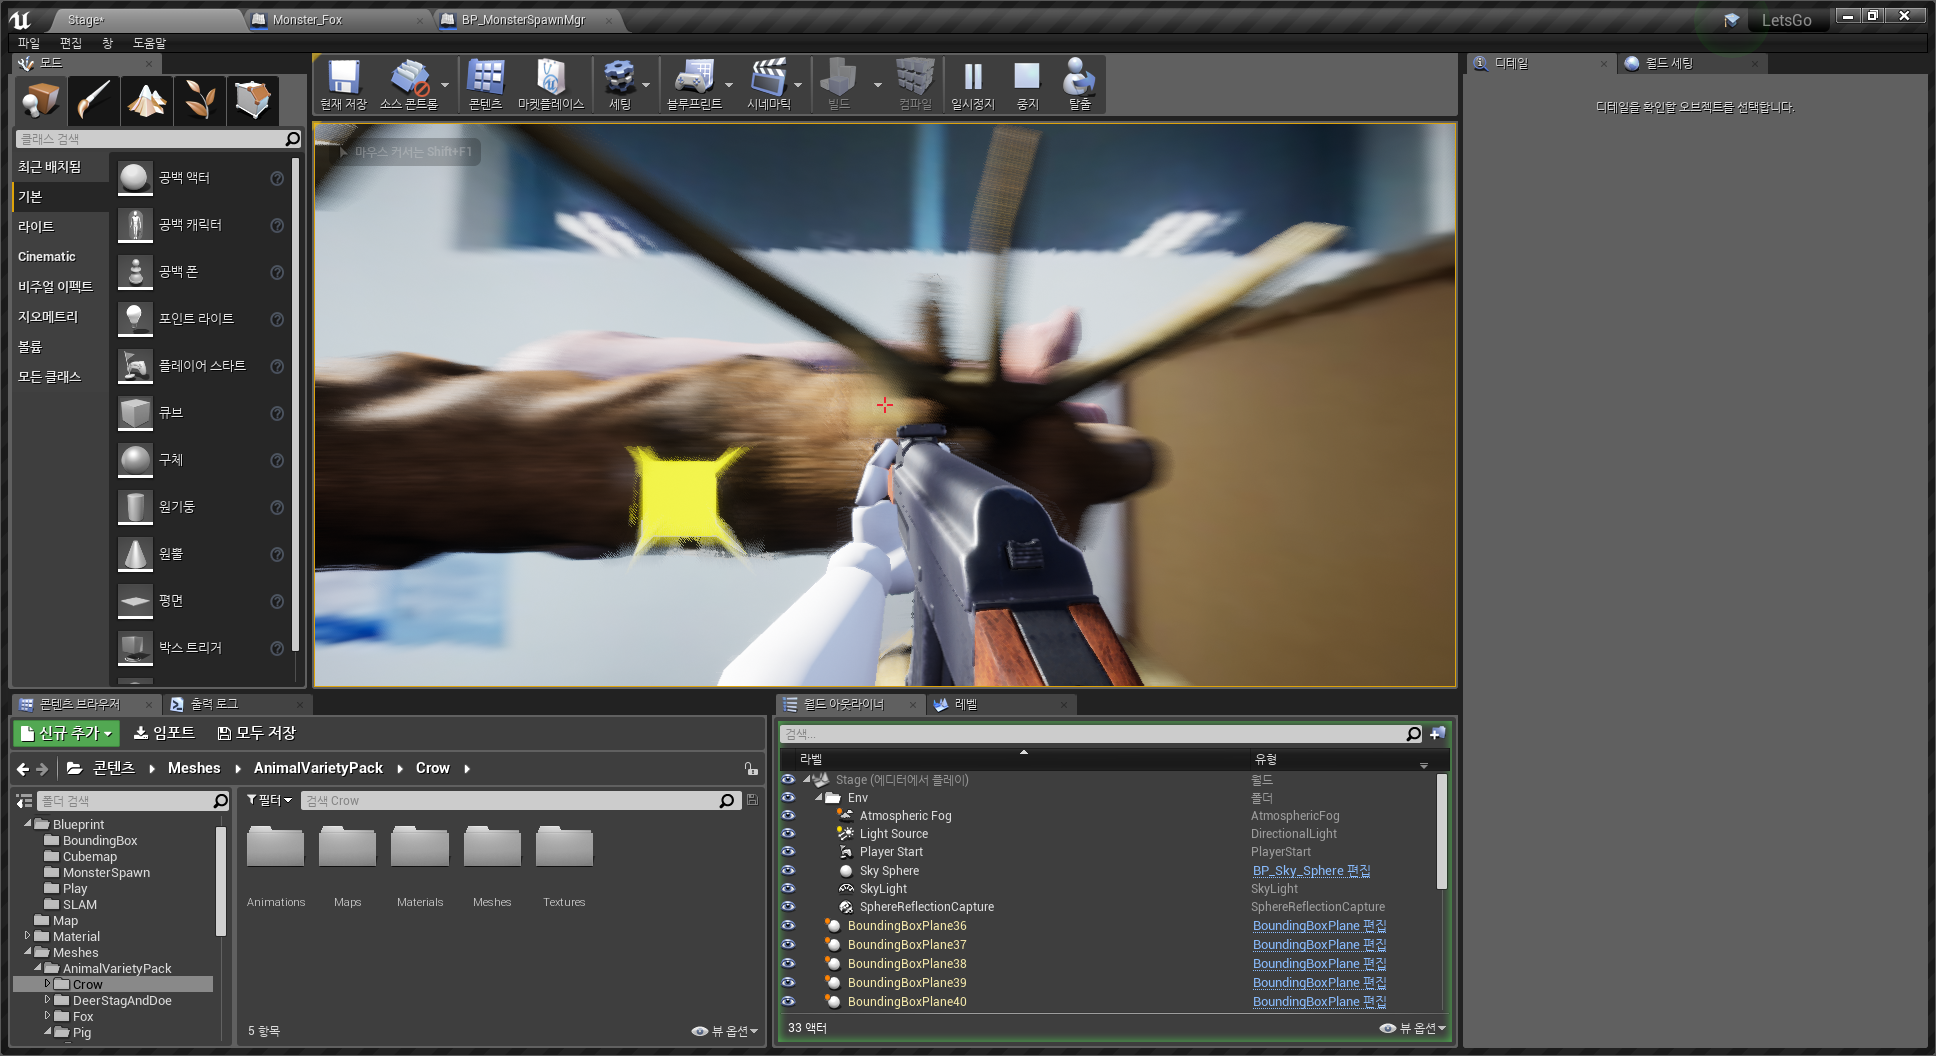 Stage*
Monster_Fox
BP_MonsterSpawnMgr
LetsGo
파일
편집
창
도움말
모드
현재 저장
소스 콘트롤
콘텐츠
마켓플레이스
세팅
블루프린트
시네마틱
빌드
컴파일
일시정지
중지
탈출
디테일
월드 세팅
디테일을 확인할 오브젝트를 선택합니다.
클래스 검색
최근 배치됨
기본
라이트
Cinematic
비주얼 이펙트
지오메트리
볼륨
모든 클래스
공백 액터
공백 캐릭터
공백 폰
포인트 라이트
플레이어 스타트
큐브
구체
원기둥
원뿔
평면
박스 트리거
마우스 커서는 Shift+F1
콘텐츠 브라우저
출력 로그
신규 추가
임포트
모두 저장
콘텐츠
Meshes
AnimalVarietyPack
Crow
폴더 검색
필터
검색 Crow
Blueprint
BoundingBox
Cubemap
MonsterSpawn
Play
SLAM
Map
Material
Meshes
AnimalVarietyPack
Crow
DeerStagAndDoe
Fox
Pig
Animations
Maps
Materials
Meshes
Textures
5 항목
뷰 옵션
월드 아웃라이너
레벨
검색...
라벨
유형
Stage (에디터에서 플레이)
월드
Env
폴더
Atmospheric Fog
AtmosphericFog
Light Source
DirectionalLight
Player Start
PlayerStart
Sky Sphere
BP_Sky_Sphere 편집
SkyLight
SkyLight
SphereReflectionCapture
SphereReflectionCapture
BoundingBoxPlane36
BoundingBoxPlane 편집
BoundingBoxPlane37
BoundingBoxPlane 편집
BoundingBoxPlane38
BoundingBoxPlane 편집
BoundingBoxPlane39
BoundingBoxPlane 편집
BoundingBoxPlane40
BoundingBoxPlane 편집
33 액터
뷰 옵션